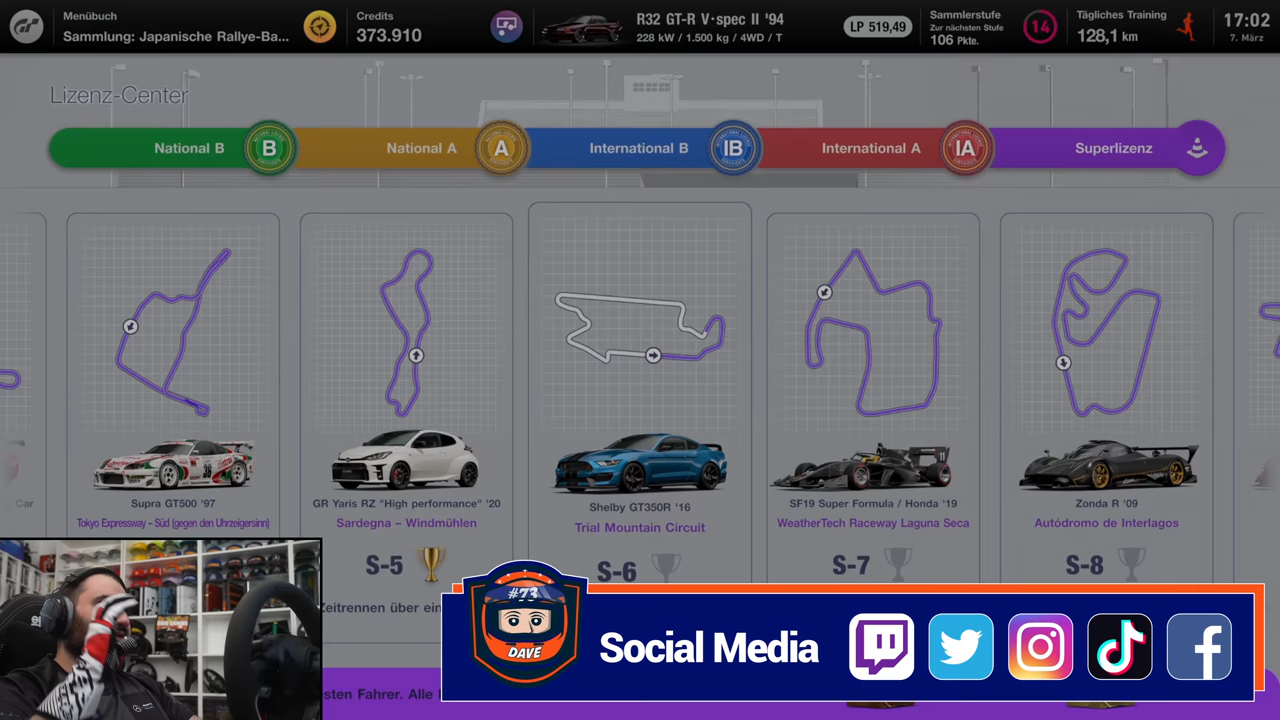 Menübuch
Sammlung: Japanische Rallye-Ba...
Credits
373.910
R32 GT-R V·spec II '94
228 kW / 1.500 kg / 4WD / T
LP 519,49
Sammlerstufe
Zur nächsten Stufe
106 Pkte.
14
Tägliches Training
128,1 km
17:02
7. März
Lizenz-Center
National B
B
National A
A
International B
IB
International A
IA
Superlizenz
Car
Supra GT500 '97
Tokyo Expressway – Süd (gegen den Uhrzeigersinn)
GR Yaris RZ "High performance" '20
Sardegna – Windmühlen
S-5
Shelby GT350R '16
Trial Mountain Circuit
S-6
SF19 Super Formula / Honda '19
WeatherTech Raceway Laguna Seca
S-7
Zonda R '09
Autódromo de Interlagos
S-8
Zeitrennen über ein
#73
DAVE
Social Media
sten Fahrer. Alle